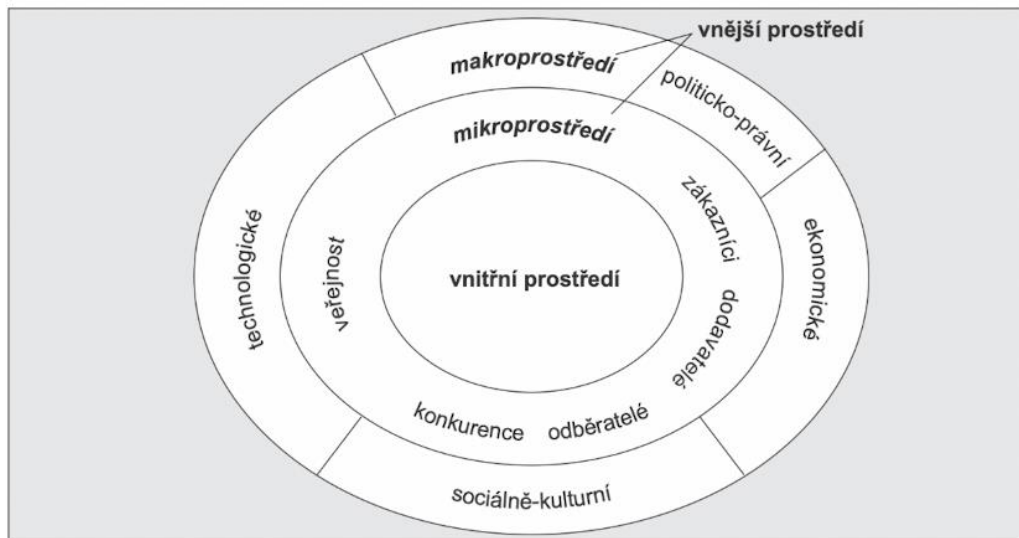 vnější prostředí
makroprostředí
politicko-právní
mikroprostředí
zákazníci
technologické
veřejnost
vnitřní prostředí
ekonomické
dodavatelé
konkurence
odběratelé
sociálně-kulturní